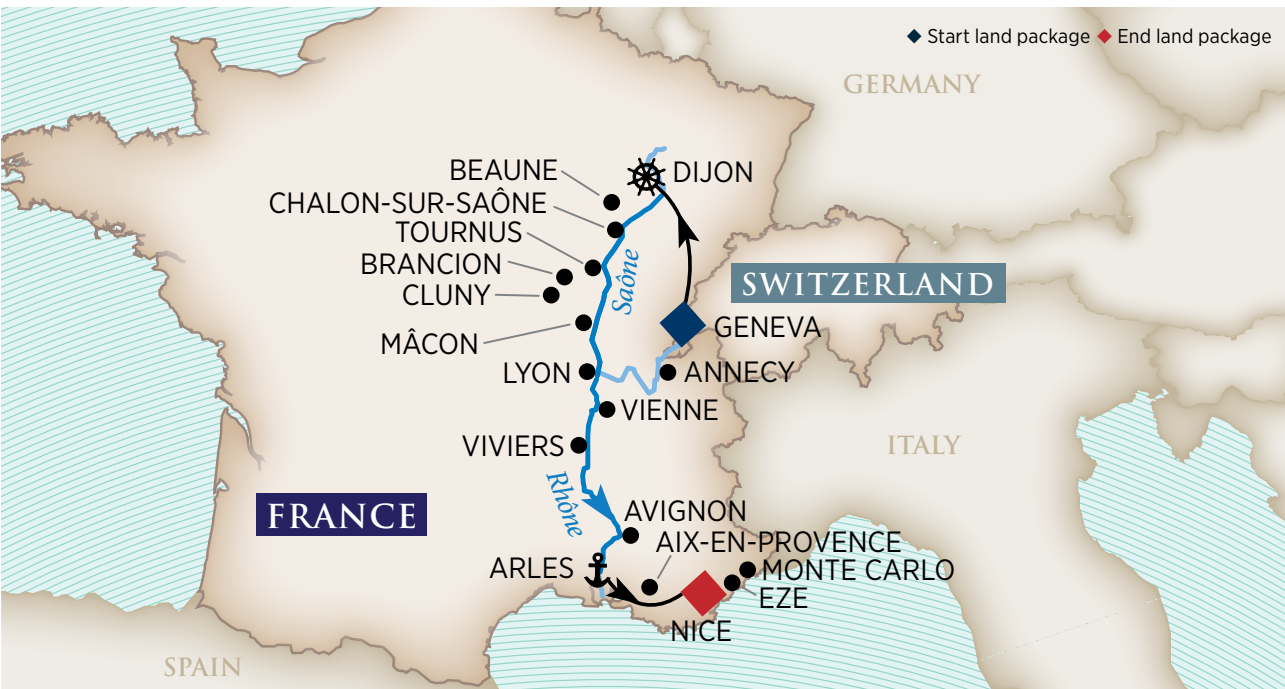 ◆ Start land package ◆ End land package
GERMANY
BEAUNE
DIJON
CHALON-SUR-SAÔNE
TOURNUS
BRANCION
CLUNY
Saône
SWITZERLAND
MÂCON
GENEVA
LYON
ANNECY
VIENNE
VIVIERS
ITALY
Rhône
FRANCE
AVIGNON
AIX-EN-PROVENCE
ARLES
MONTE CARLO
EZE
NICE
SPAIN